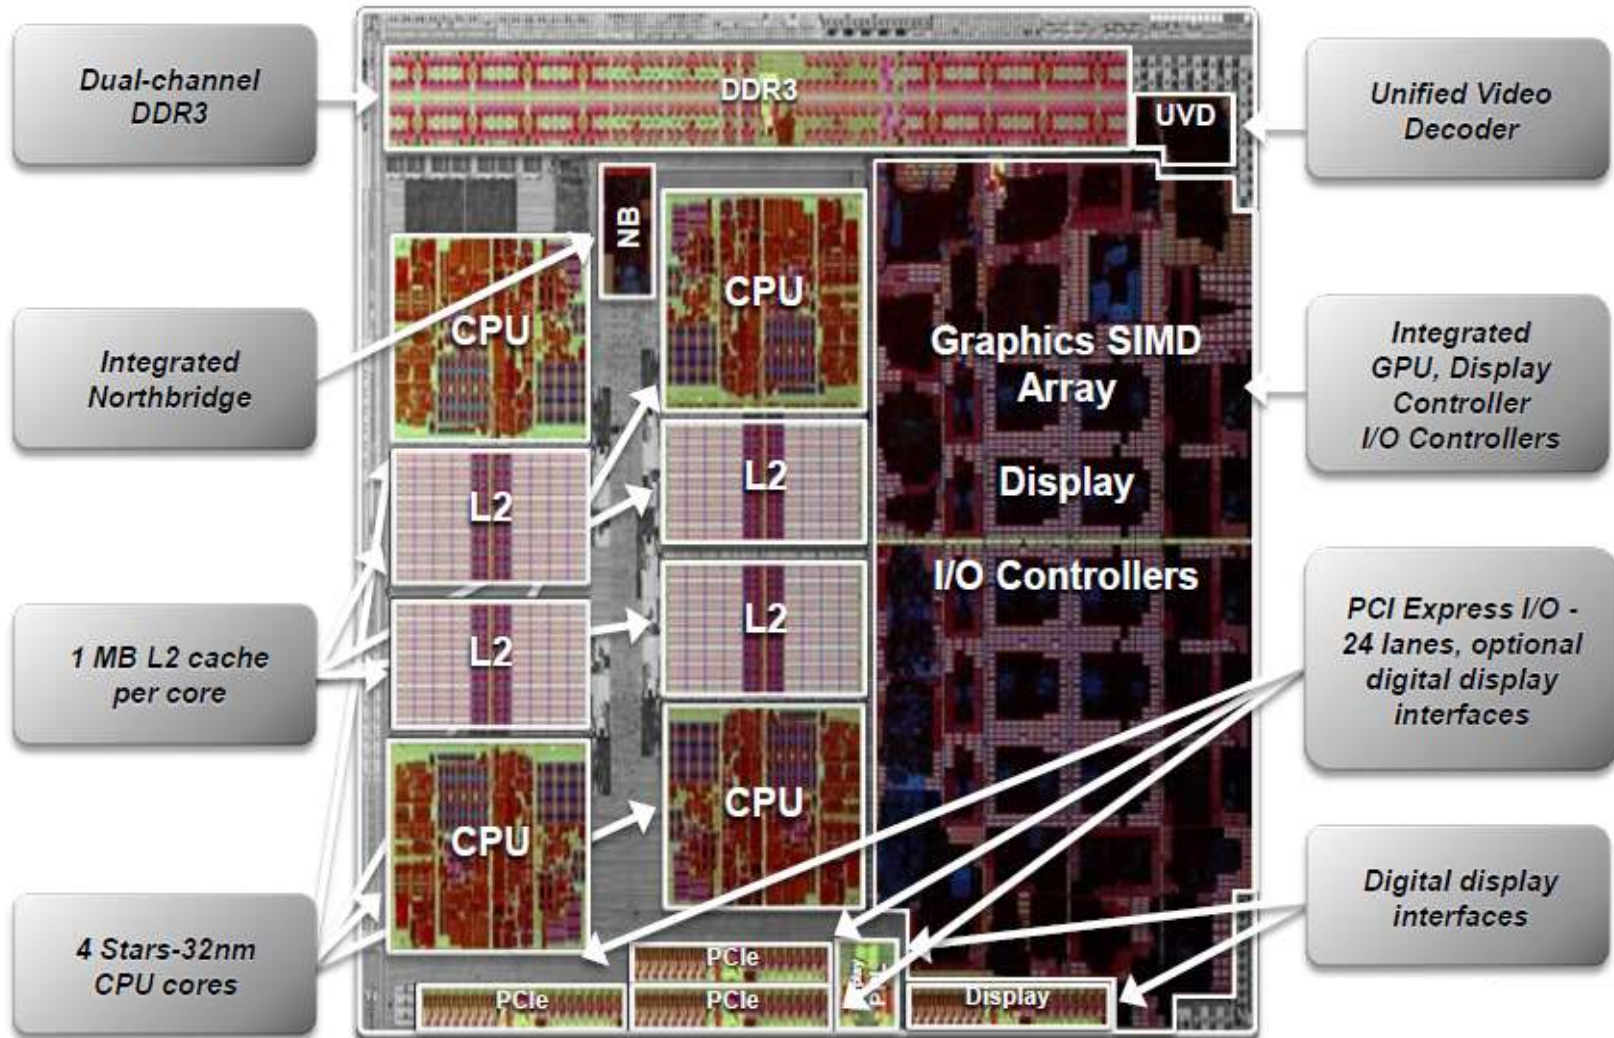 Dual-channel
DDR3
Integrated
Northbridge
1 MB L2 cache
per core
4 Stars-32nm
CPU cores
DDR3
UVD
NB
CPU
CPU
L2
L2
L2
L2
CPU
CPU
Graphics SIMD
Array
Display
I/O Controllers
PCIe
PCIe
PCIe
Display
Unified Video
Decoder
Integrated
GPU, Display
Controller
I/O Controllers
PCI Express I/O -
24 lanes, optional
digital display
interfaces
Digital display
interfaces